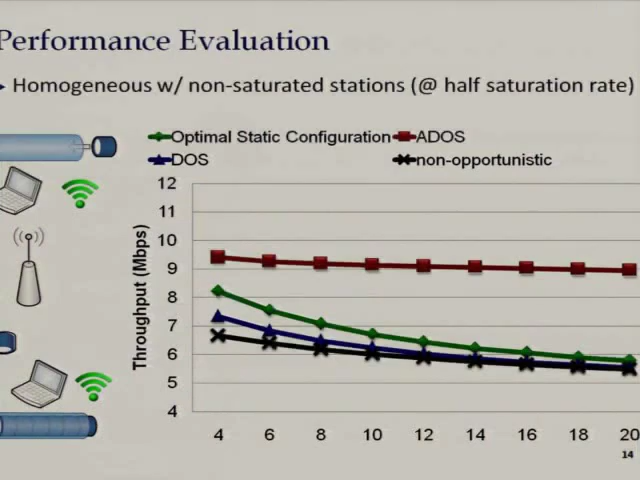 Performance Evaluation
Homogeneous w/ non-saturated stations (@ half saturation rate)
Optimal Static Configuration ADOS
DOS non-opportunistic
12
11
10
9
8
7
6
5
4
Throughput (Mbps)
4 6 8 10 12 14 16 18 20
14